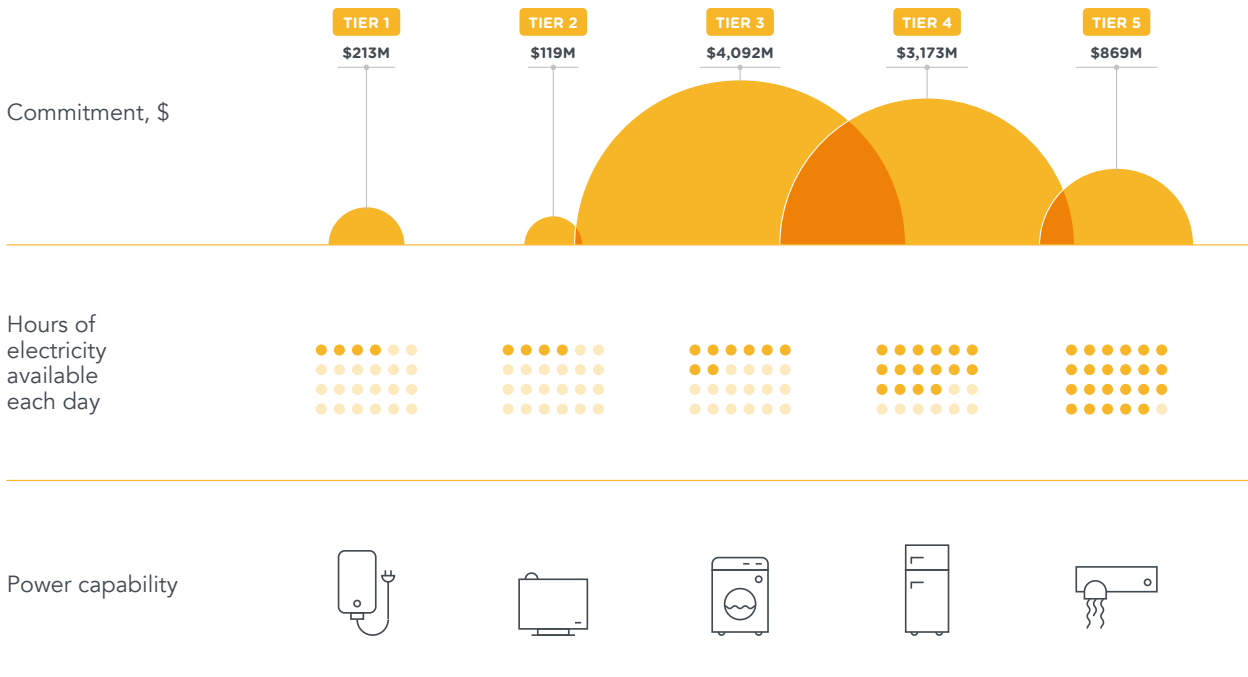 TIER 1
TIER 2
TIER 3
TIER 4
TIER 5
$213M
$119M
$4,092M
$3,173M
$869M
Commitment, $
Hours of
electricity
available
each day
Power capability